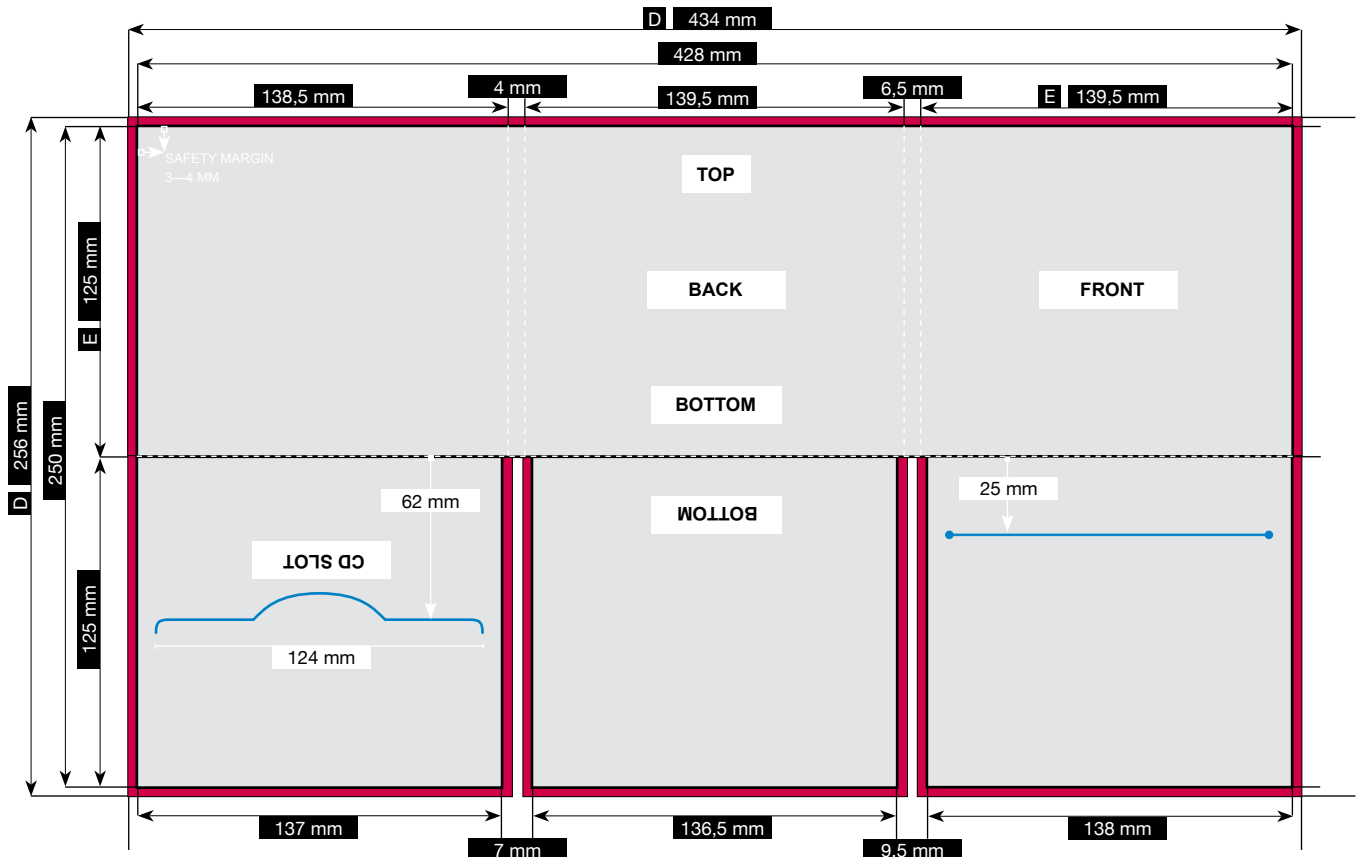 D 434 mm
428 mm
138,5 mm
4 mm
139,5 mm
6,5 mm
E 139,5 mm
SAFETY MARGIN
3—4 MM
TOP
BACK
FRONT
BOTTOM
125 mm
E
256 mm
D
250 mm
125 mm
62 mm
BOTTOM
25 mm
CD SLOT
124 mm
137 mm
7 mm
136,5 mm
9,5 mm
138 mm